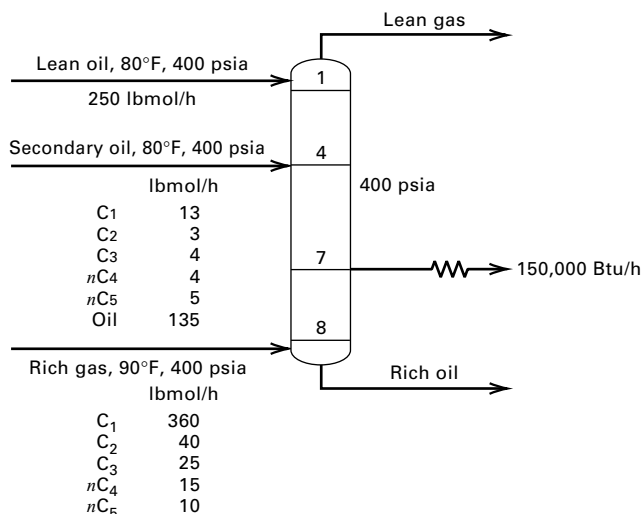 Lean gas
Lean oil, 80°F, 400 psia
1
250 lbmol/h
Secondary oil, 80°F, 400 psia
4
lbmol/h
400 psia
C1 13
C2 3
C3 4
nC4 4
7
150,000 Btu/h
nC5 5
Oil 135
8
Rich gas, 90°F, 400 psia
Rich oil
lbmol/h
C1 360
C2 40
C3 25
nC4 15
nC5 10